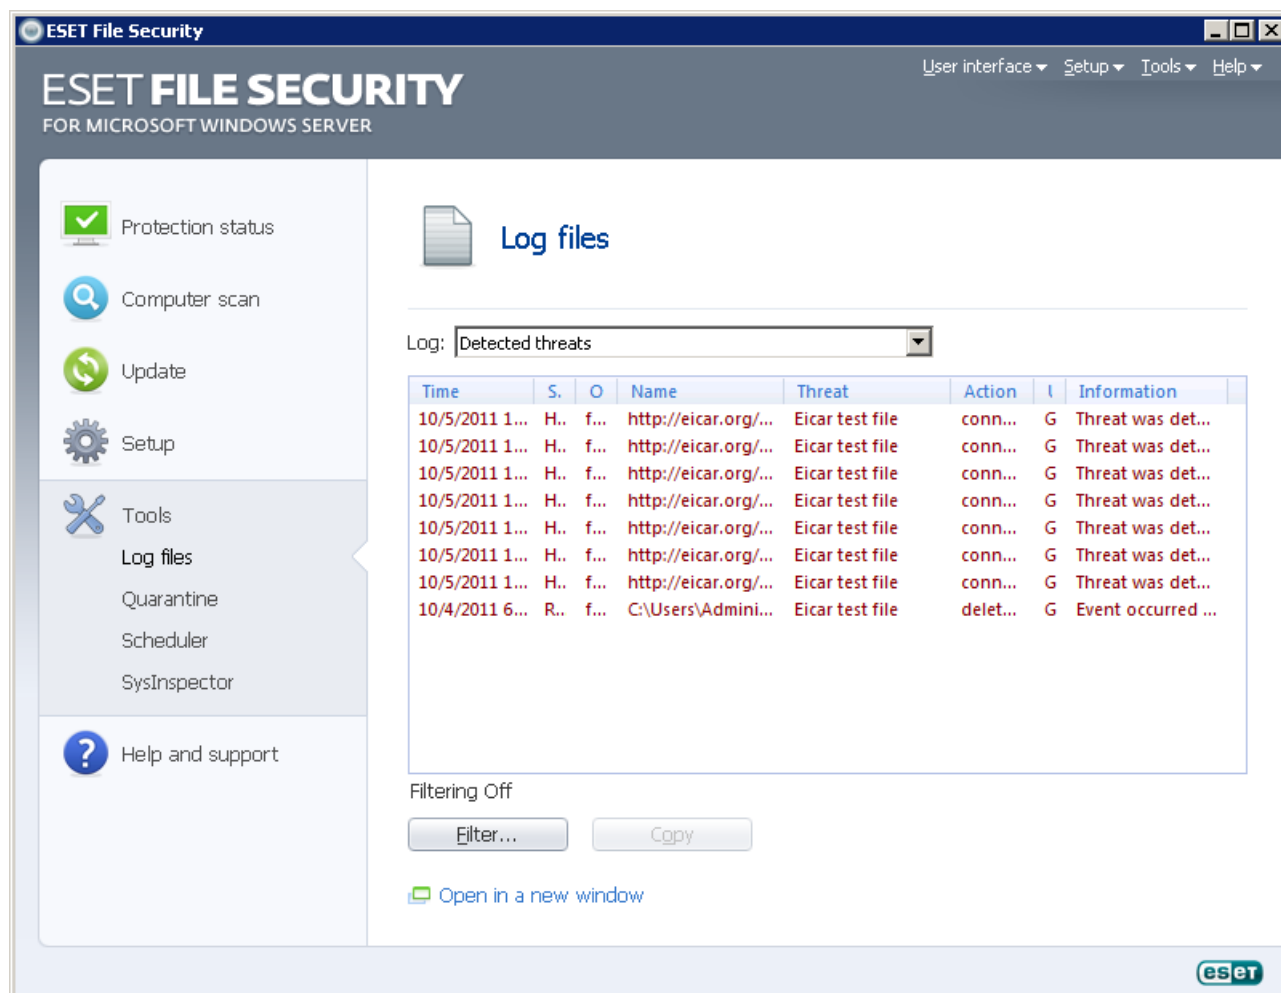 ESET File Security
User interface Setup Tools Help
ESET FILE SECURITY
FOR MICROSOFT WINDOWS SERVER
Protection status
Computer scan
Update
Setup
Tools
Log files
Quarantine
Scheduler
SysInspector
Help and support
Log files
Log: Detected threats
Time S. O Name Threat Action Information
10/5/2011 1... H.. f... http://eicar.org/... Eicar test file conn... G Threat was det...
10/5/2011 1... H.. f... http://eicar.org/... Eicar test file conn... G Threat was det...
10/5/2011 1... H.. f... http://eicar.org/... Eicar test file conn... G Threat was det...
10/5/2011 1... H.. f... http://eicar.org/... Eicar test file conn... G Threat was det...
10/5/2011 1... H.. f... http://eicar.org/... Eicar test file conn... G Threat was det...
10/5/2011 1... H.. f... http://eicar.org/... Eicar test file conn... G Threat was det...
10/5/2011 1... H.. f... http://eicar.org/... Eicar test file conn... G Threat was det...
10/4/2011 6... R.. f... C:\Users\Admini... Eicar test file delet... G Event occurred ...
Filtering Off
Filter... Copy
Open in a new window
eset